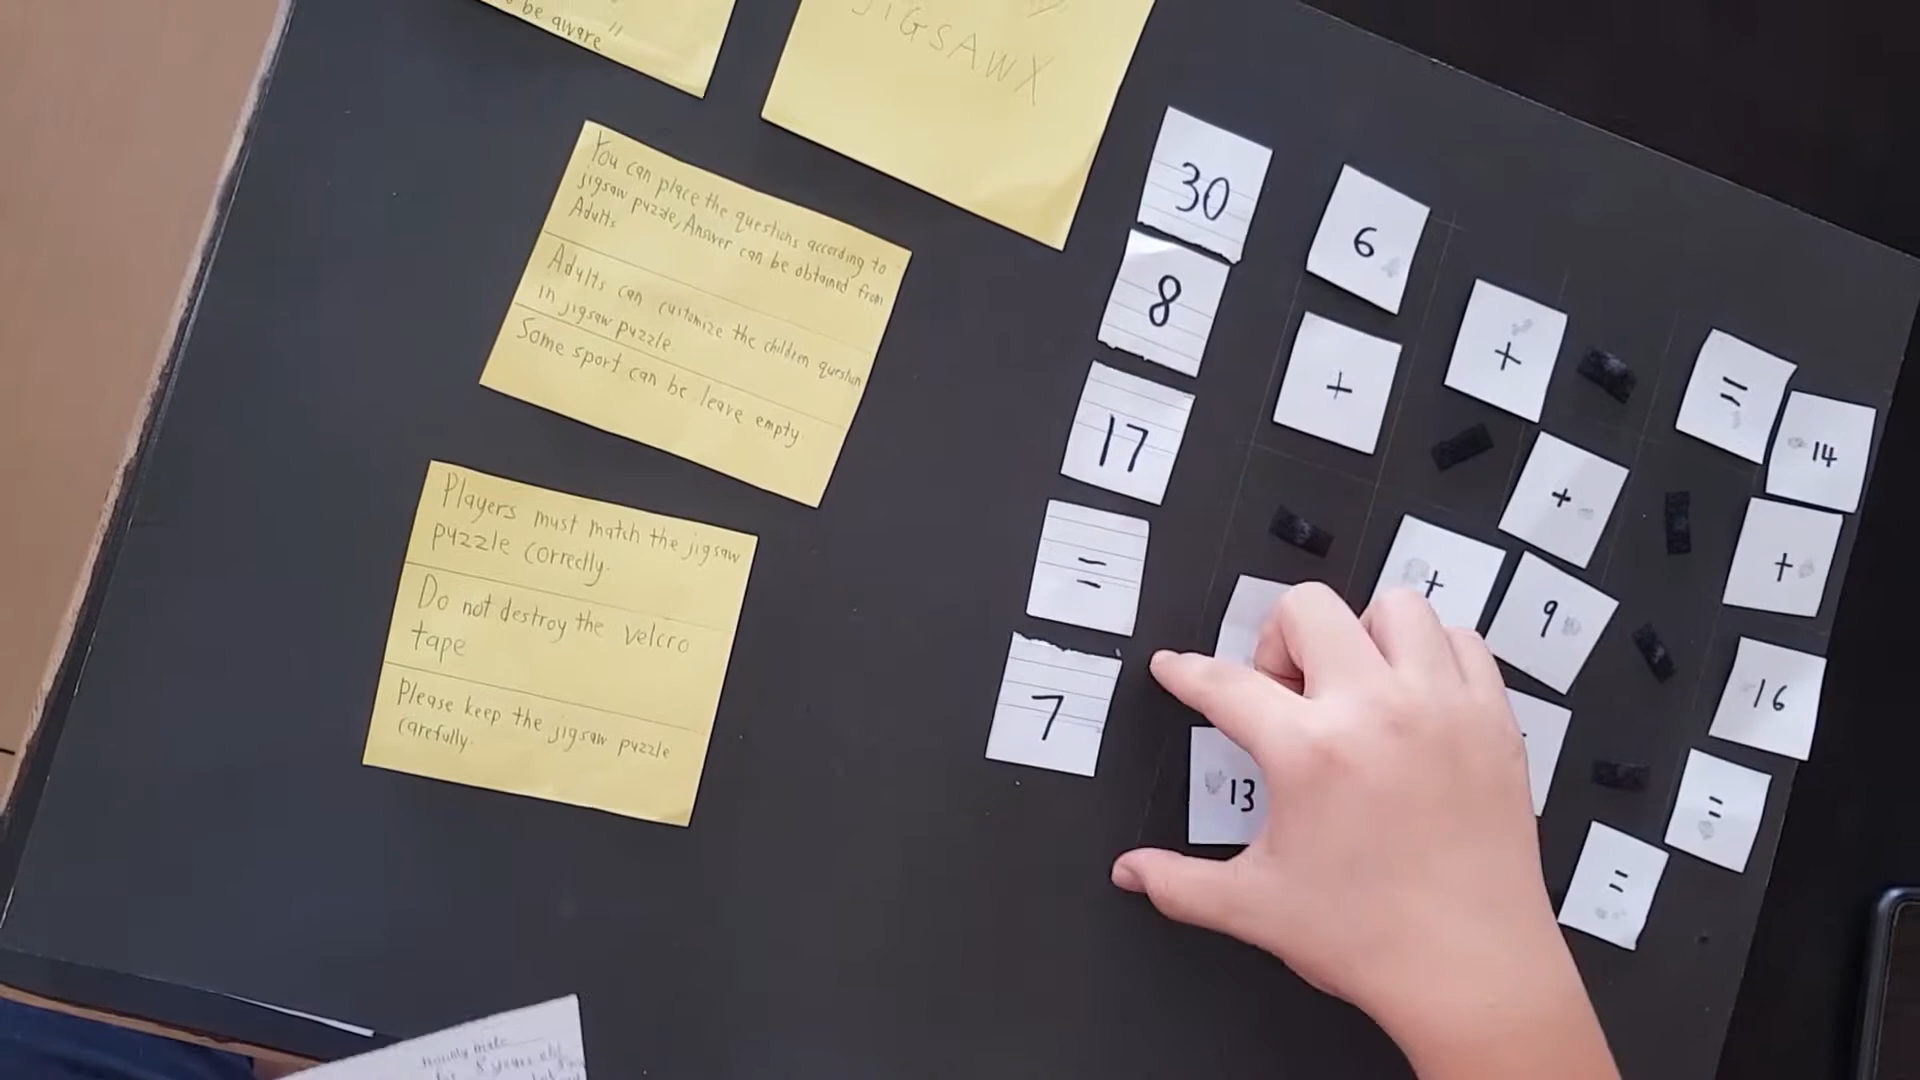 be aware"
JIGSAWX
You can place the questions according to
jigsaw puzzle, Answer can be obtained from
Adults
Adults can customize the children question
in jigsaw puzzle.
Some sport can be leave empty.
Players must match the jigsaw
puzzle correctly.
Do not destroy the velcro
tape
Please keep the jigsaw puzzle
carefully.
30
8
17
=
7
6
+
+
=
14
+
+
+
9
16
13
=
=
8 years old